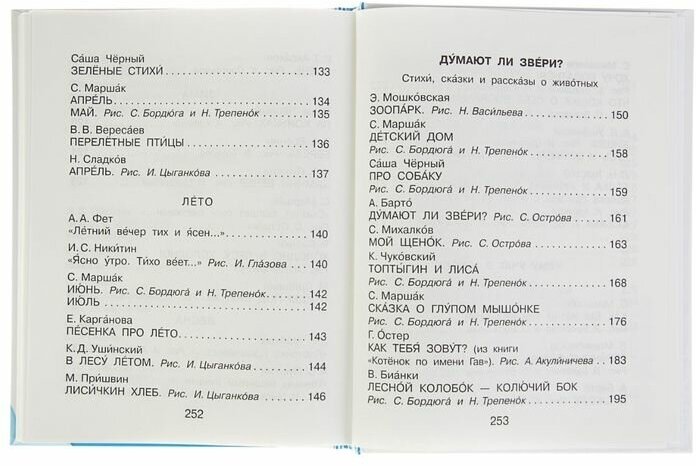 Са́ша Чёрный
ЗЕЛЁНЫЕ СТИХИ́ 133
С. Марша́к
АПРЕ́ЛЬ 134
МАЙ. Рис. С. Бордюга́ и Н. Трепено́к 135
В. В. Вереса́ев
ПЕРЕЛЁТНЫЕ ПТИ́ЦЫ 136
Н. Сладко́в
АПРЕ́ЛЬ. Рис. И. Цыганко́ва 137
ЛЕ́ТО
А. А. Фет
«Ле́тний ве́чер тих и я́сен...» 140
И. С. Ники́тин
«Я́сно у́тро. Ти́хо ве́ет...» Рис. И. Гла́зова 140
С. Марша́к
ИЮ́НЬ. Рис. С. Бордюга́ и Н. Трепено́к 142
ИЮ́ЛЬ 142
Е. Карга́нова
ПЕ́СЕНКА ПРО ЛЕ́ТО 143
К. Д. Уши́нский
В ЛЕСУ́ ЛЕ́ТОМ. Рис. И. Цыганко́ва 144
М. При́швин
ЛИСИ́ЧКИН ХЛЕБ. Рис. И. Цыганко́ва 146
252
ДУ́МАЮТ ЛИ ЗВЕ́РИ?
Стихи́, ска́зки и расска́зы о живо́тных
Э. Мошко́вская
ЗООПА́РК. Рис. Н. Васи́льева 150
С. Марша́к
ДЕ́ТСКИЙ ДОМ
Рис. С. Бордюга́ и Н. Трепено́к 158
Са́ша Чёрный
ПРО СОБА́КУ
Рис. С. Бордюга́ и Н. Трепено́к 159
А. Барто́
ДУ́МАЮТ ЛИ ЗВЕ́РИ? Рис. С. О́строва 161
С. Михалко́в
МОЙ ЩЕНО́К. Рис. С. О́строва 163
К. Чуко́вский
ТОПТЫ́ГИН И ЛИСА́ 168
С. Марша́к
СКА́ЗКА О ГЛУ́ПОМ МЫШО́НКЕ
Рис. С. Бордюга́ и Н. Трепено́к 176
Г. О́стер
КАК ТЕБЯ́ ЗОВУ́Т? (из книги
«Котёнок по имени Гав»). Рис. А. Акули́ничева 183
В. Биа́нки
ЛЕСНО́Й КОЛОБО́К — КОЛЮ́ЧИЙ БОК
Рис. С. Бордюга́ и Н. Трепено́к 195
253